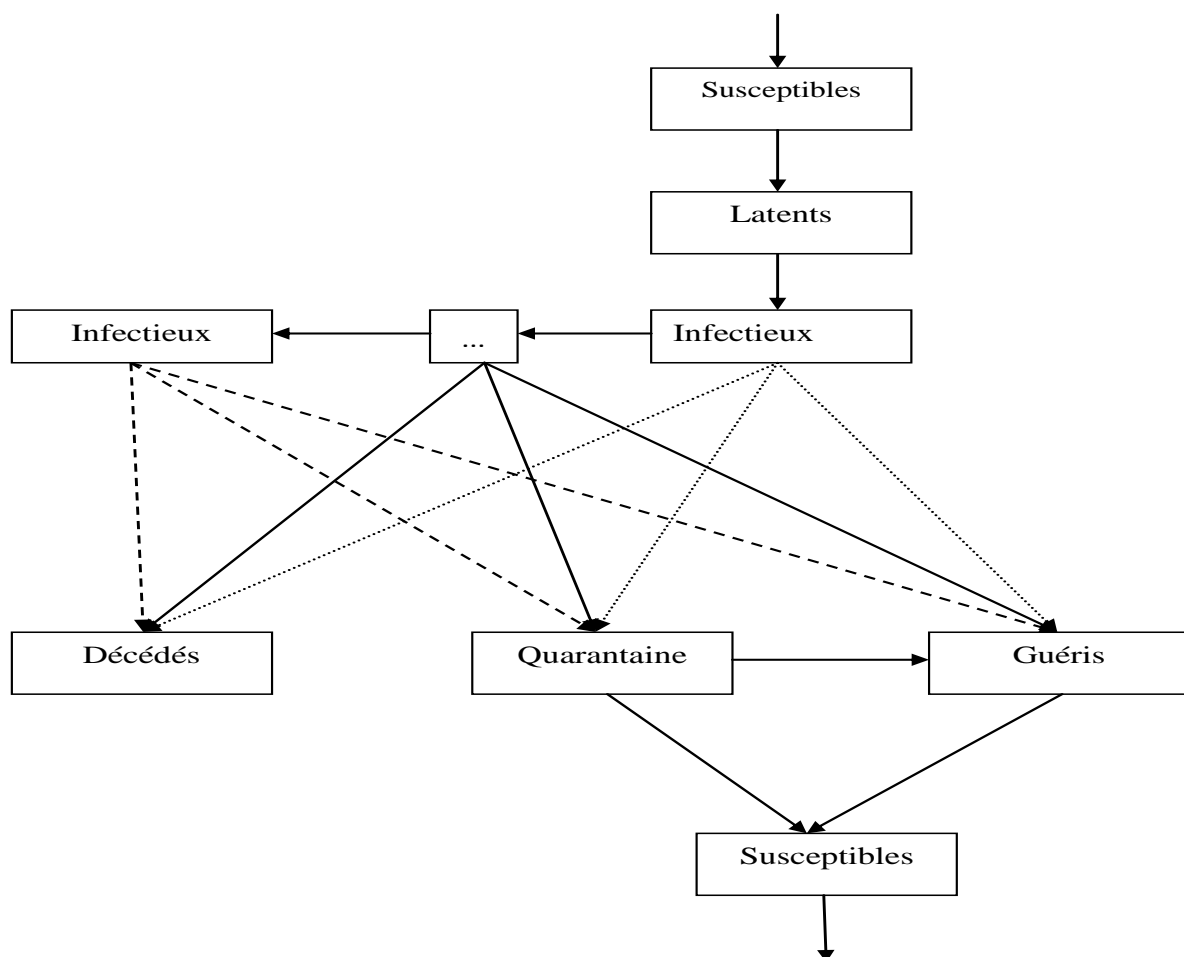 Susceptibles
Latents
Infectieux
...
Infectieux
Décédés
Quarantaine
Guéris
Susceptibles